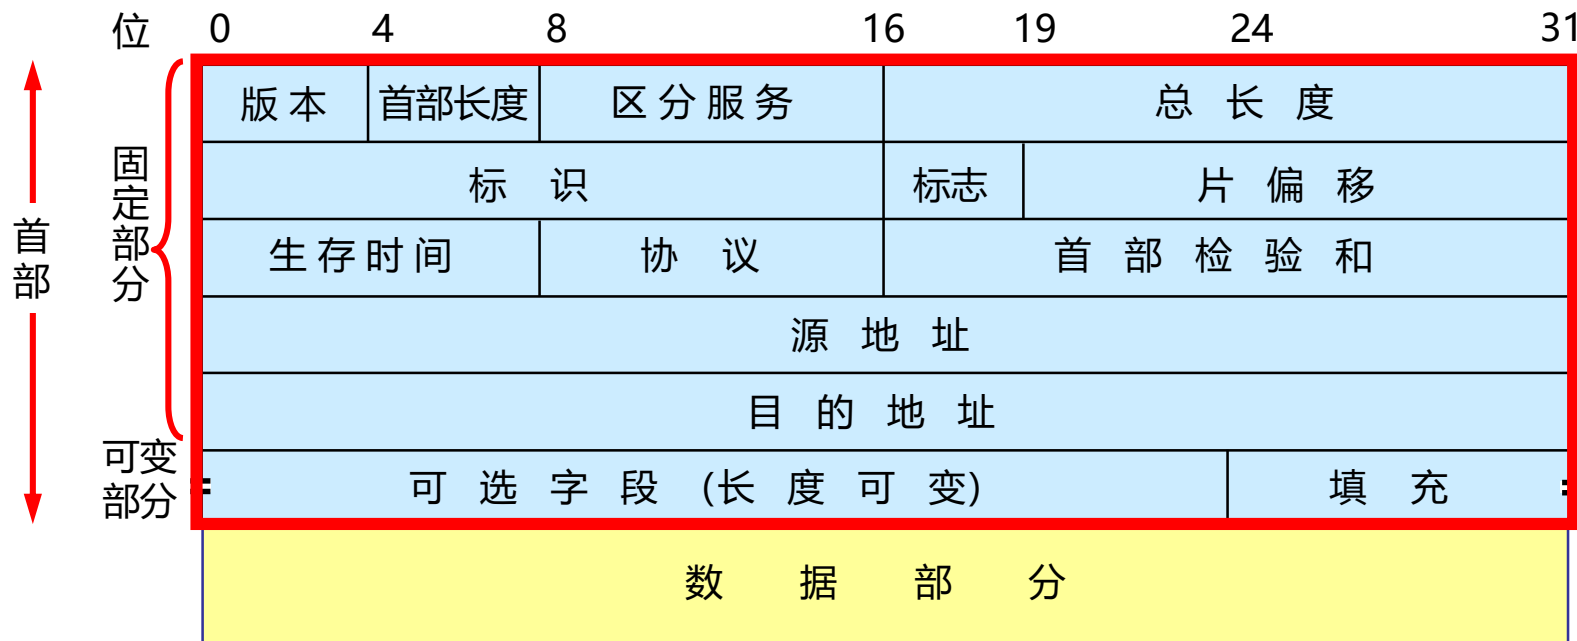 位 0 4 8 16 19 24 31
版本 首部长度 区分服务 总长度
标识 标志 片偏移
生存时间 协议 首部检验和
源地址
目的地址
可选字段 (长度可变) 填充
数据部分
首部
固定部分
可变
部分